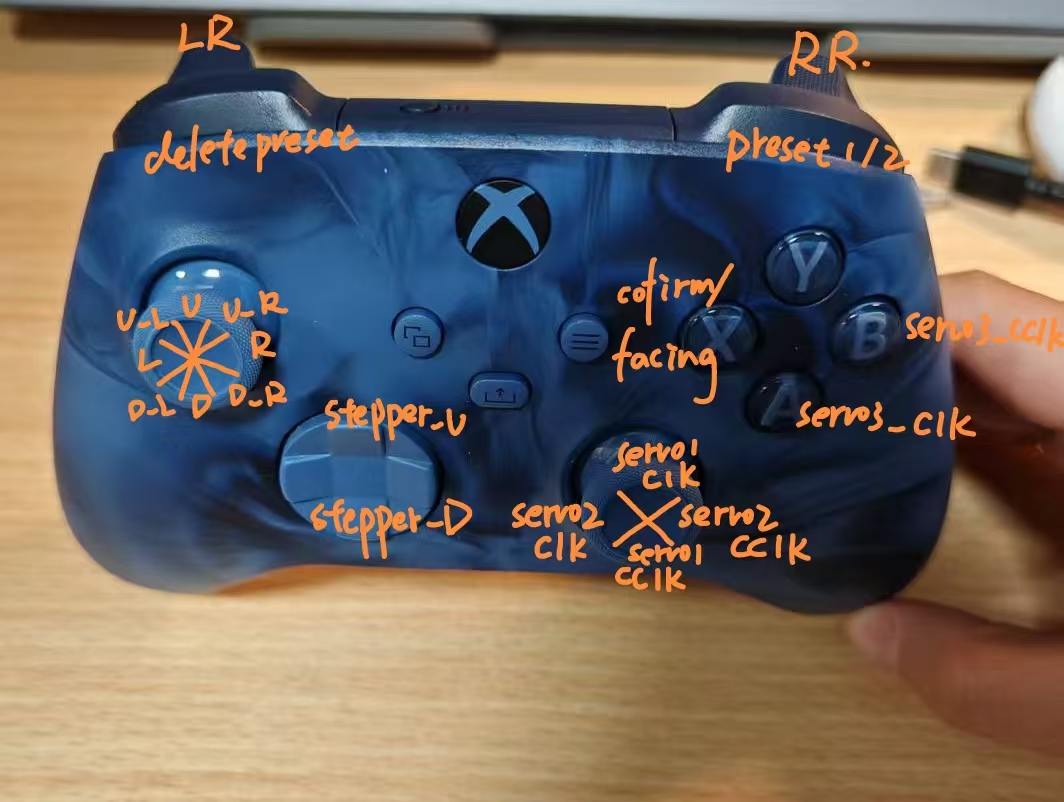 LR
RR.
delete preset
preset 1/2
Y
cofirm/
X
facing
B
servo3_cclk
A
servo3_clk
U_L U U_R
L R
D_L D D_R
stepper_U
stepper_D
servo1
clk
servo2
clk
servo2
cclk
servo1
cclk